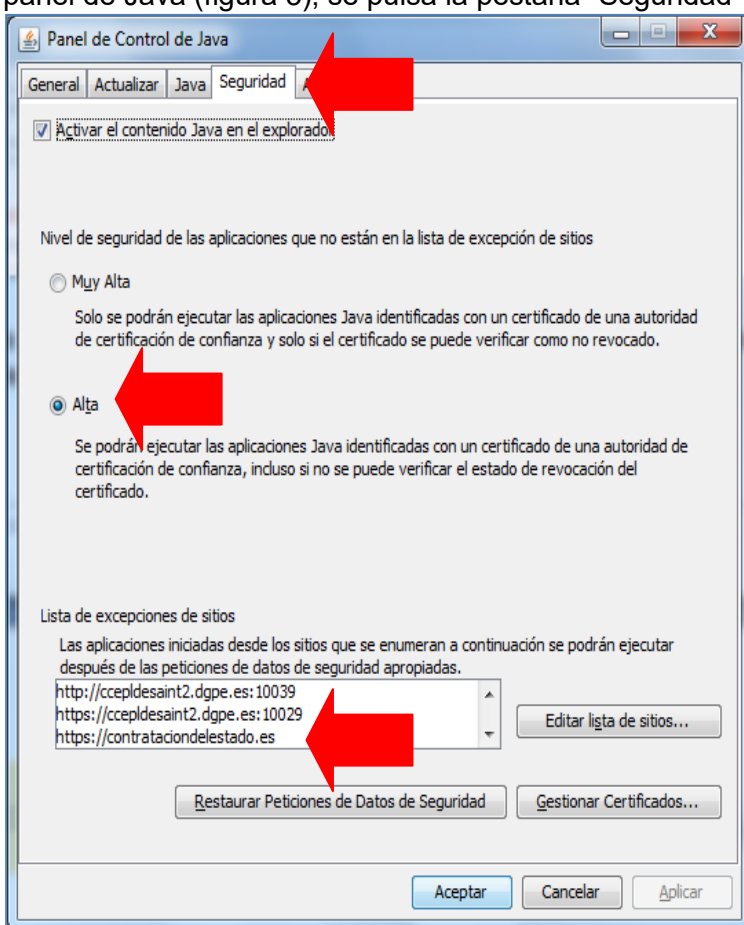 panel de Java (figura 3), se pulsa la pestaña "Seguridad"
Panel de Control de Java
General Actualizar Java Seguridad
Activar el contenido Java en el explorador
Nivel de seguridad de las aplicaciones que no están en la lista de excepción de sitios
Muy Alta
Solo se podrán ejecutar las aplicaciones Java identificadas con un certificado de una autoridad
de certificación de confianza y solo si el certificado se puede verificar como no revocado.
Alta
Se podrán ejecutar las aplicaciones Java identificadas con un certificado de una autoridad de
certificación de confianza, incluso si no se puede verificar el estado de revocación del
certificado.
Lista de excepciones de sitios
Las aplicaciones iniciadas desde los sitios que se enumeran a continuación se podrán ejecutar
después de las peticiones de datos de seguridad apropiadas.
http://ccepldesaint2.dgpe.es:10039
https://ccepldesaint2.dgpe.es:10029
https://contrataciondelestado.es
Editar lista de sitios...
Restaurar Peticiones de Datos de Seguridad Gestionar Certificados...
Aceptar Cancelar Aplicar